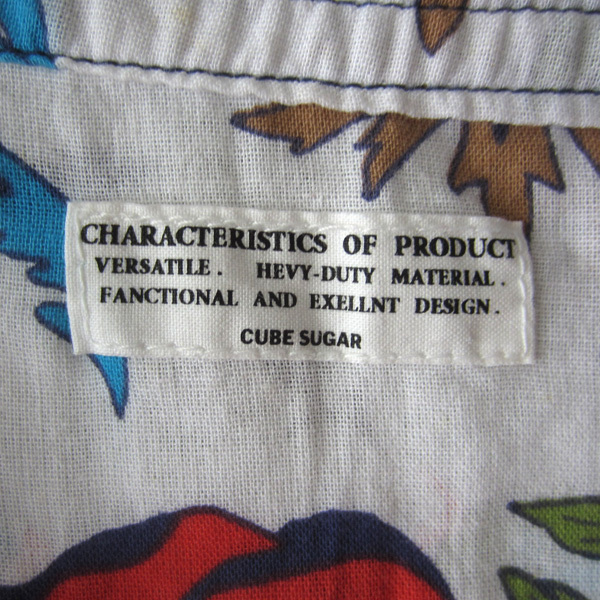 CHARACTERISTICS OF PRODUCT
VERSATILE. HEVY-DUTY MATERIAL.
FANCTIONAL AND EXELLNT DESIGN.
CUBE SUGAR